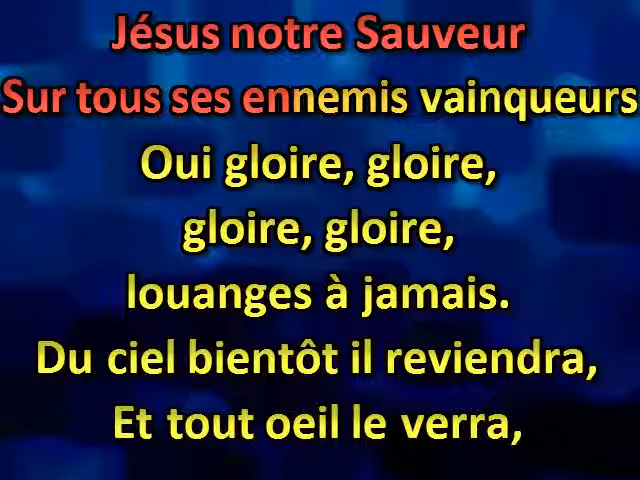 Jésus notre Sauveur
Sur tous ses ennemis vainqueurs
Oui gloire, gloire,
gloire, gloire,
louanges à jamais.
Du ciel bientôt il reviendra,
Et tout oeil le verra,